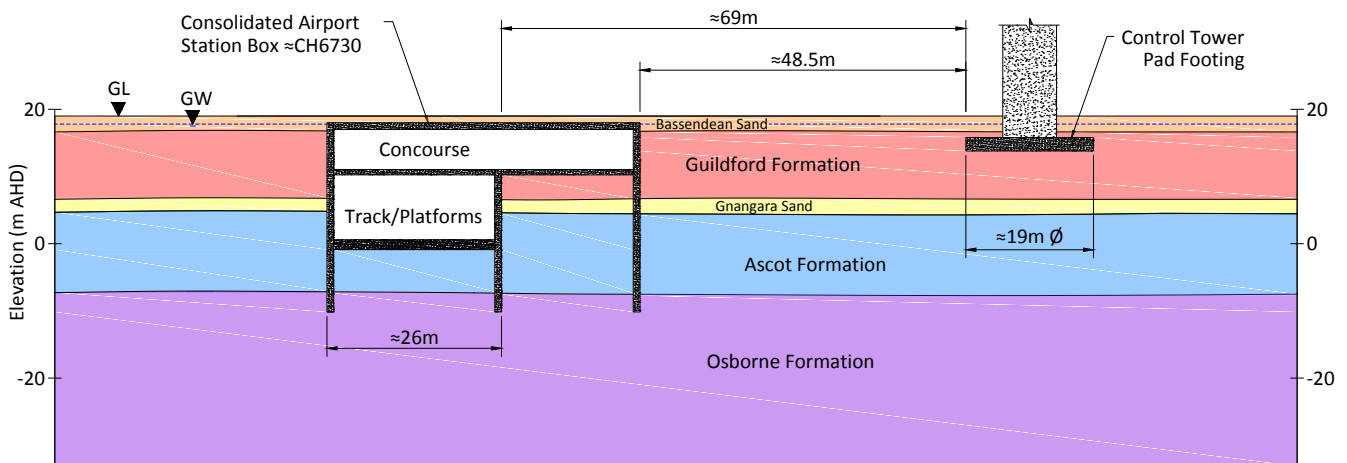 Consolidated Airport
Station Box ≈CH6730
≈69m
Control Tower
Pad Footing
≈48.5m
GL
GW
20
20
Bassendean Sand
Concourse
Guildford Formation
Track/Platforms
Gnangara Sand
≈19m Ø
0
0
Ascot Formation
Elevation (m AHD)
≈26m
Osborne Formation
-20
-20